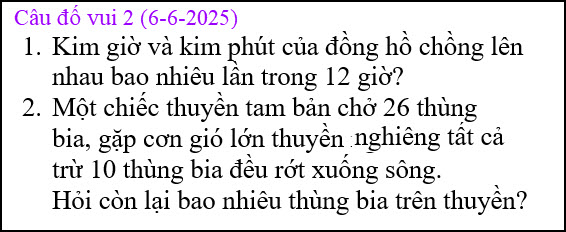 Câu đố vui 2 (6-6-2025)
1. Kim giờ và kim phút của đồng hồ chồng lên
nhau bao nhiêu lần trong 12 giờ?
2. Một chiếc thuyền tam bản chở 26 thùng
bia, gặp cơn gió lớn thuyền nghiêng tất cả
trừ 10 thùng bia đều rớt xuống sông.
Hỏi còn lại bao nhiêu thùng bia trên thuyền?